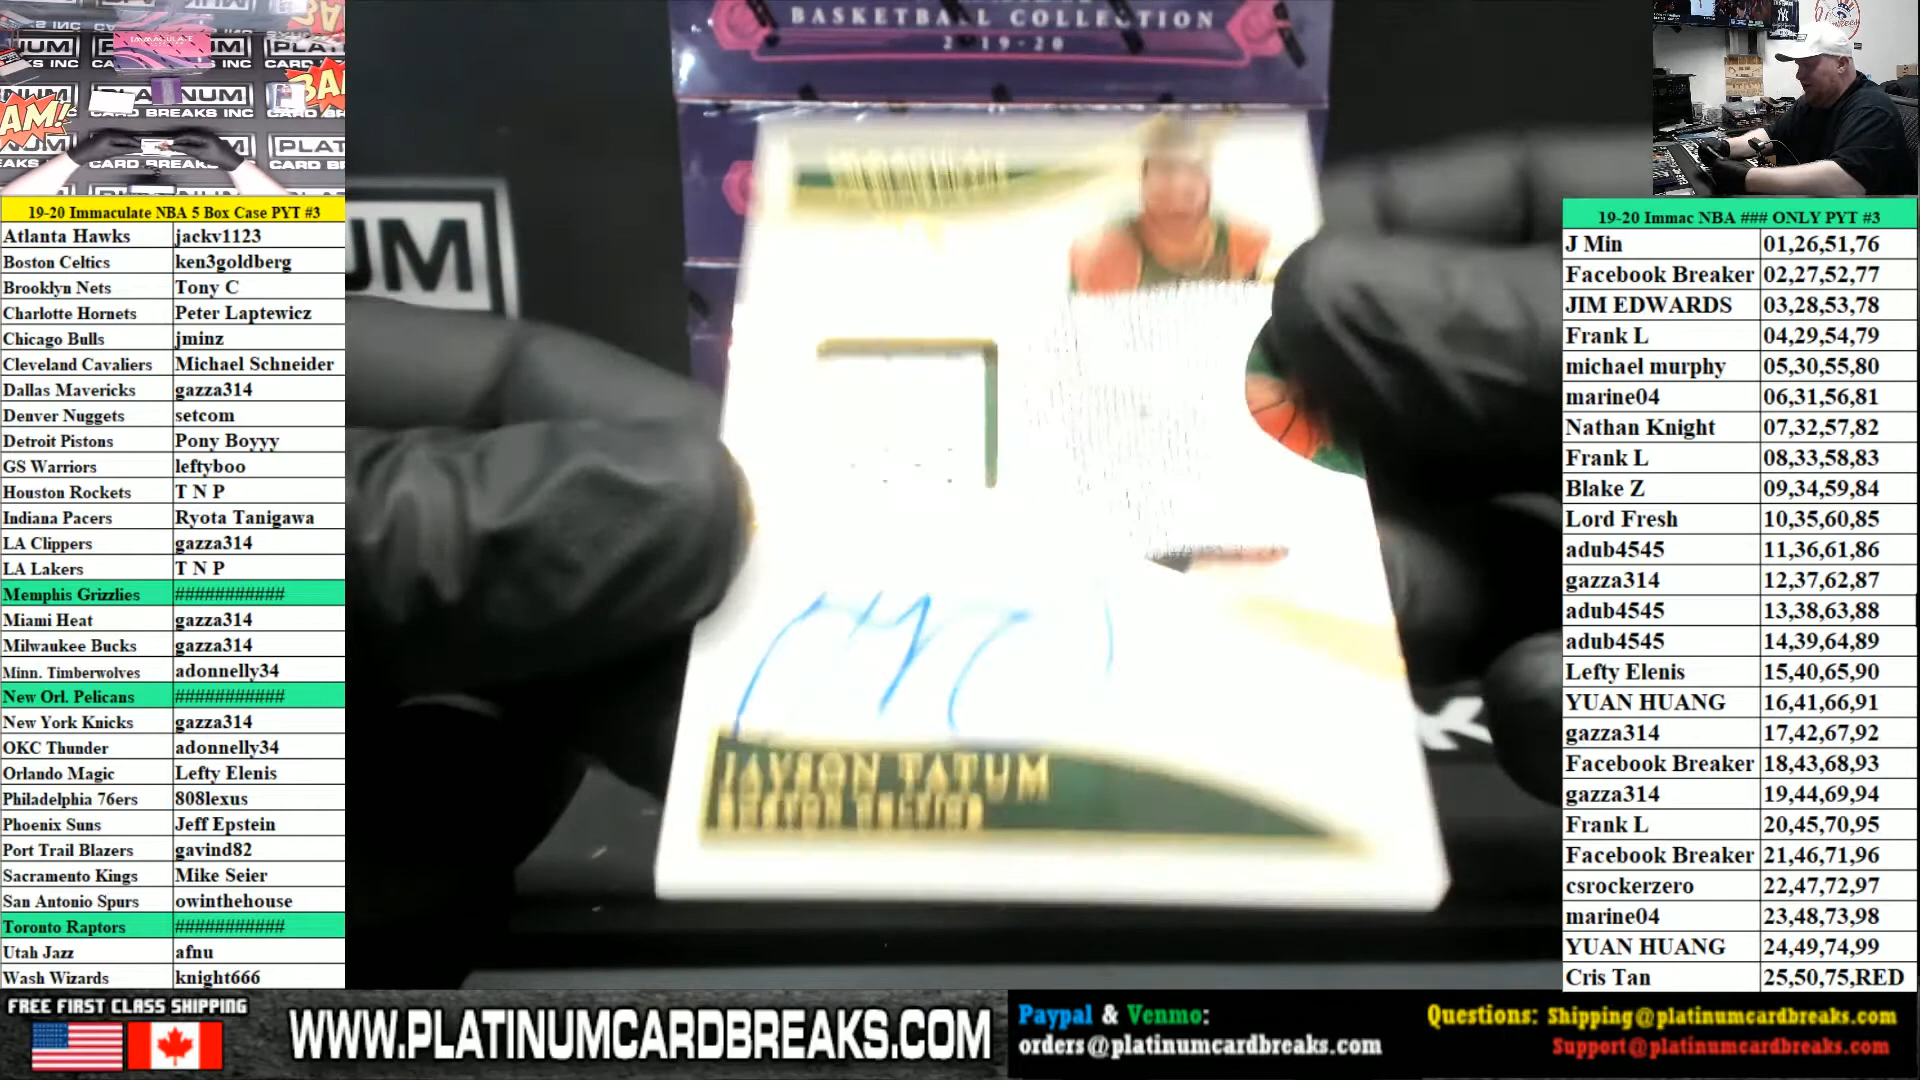 BASKETBALL COLLECTION
2019-20
JAYSON TATUM
BOSTON CELTICS
BAM!
PLATINUM
CARD BREAKS INC
19-20 Immaculate NBA 5 Box Case PYT #3
Atlanta Hawks jackv1123
Boston Celtics ken3goldberg
Brooklyn Nets Tony C
Charlotte Hornets Peter Laptewicz
Chicago Bulls jminz
Cleveland Cavaliers Michael Schneider
Dallas Mavericks gazza314
Denver Nuggets setcom
Detroit Pistons Pony Boyyy
GS Warriors leftyboo
Houston Rockets T N P
Indiana Pacers Ryota Tanigawa
LA Clippers gazza314
LA Lakers T N P
Memphis Grizzlies ###########
Miami Heat gazza314
Milwaukee Bucks gazza314
Minn. Timberwolves adonnelly34
New Orl. Pelicans ###########
New York Knicks gazza314
OKC Thunder adonnelly34
Orlando Magic Lefty Elenis
Philadelphia 76ers 808lexus
Phoenix Suns Jeff Epstein
Port Trail Blazers gavind82
Sacramento Kings Mike Seier
San Antonio Spurs owinthehouse
Toronto Raptors ###########
Utah Jazz afnu
Wash Wizards knight666
19-20 Immac NBA ### ONLY PYT #3
J Min 01,26,51,76
Facebook Breaker 02,27,52,77
JIM EDWARDS 03,28,53,78
Frank L 04,29,54,79
michael murphy 05,30,55,80
marine04 06,31,56,81
Nathan Knight 07,32,57,82
Frank L 08,33,58,83
Blake Z 09,34,59,84
Lord Fresh 10,35,60,85
adub4545 11,36,61,86
gazza314 12,37,62,87
adub4545 13,38,63,88
adub4545 14,39,64,89
Lefty Elenis 15,40,65,90
YUAN HUANG 16,41,66,91
gazza314 17,42,67,92
Facebook Breaker 18,43,68,93
gazza314 19,44,69,94
Frank L 20,45,70,95
Facebook Breaker 21,46,71,96
csrockerzero 22,47,72,97
marine04 23,48,73,98
YUAN HUANG 24,49,74,99
Cris Tan 25,50,75,RED
FREE FIRST CLASS SHIPPING
WWW.PLATINUMCARDBREAKS.COM
Paypal & Venmo:
orders@platinumcardbreaks.com
Questions: Shipping@platinumcardbreaks.com
Support@platinumcardbreaks.com